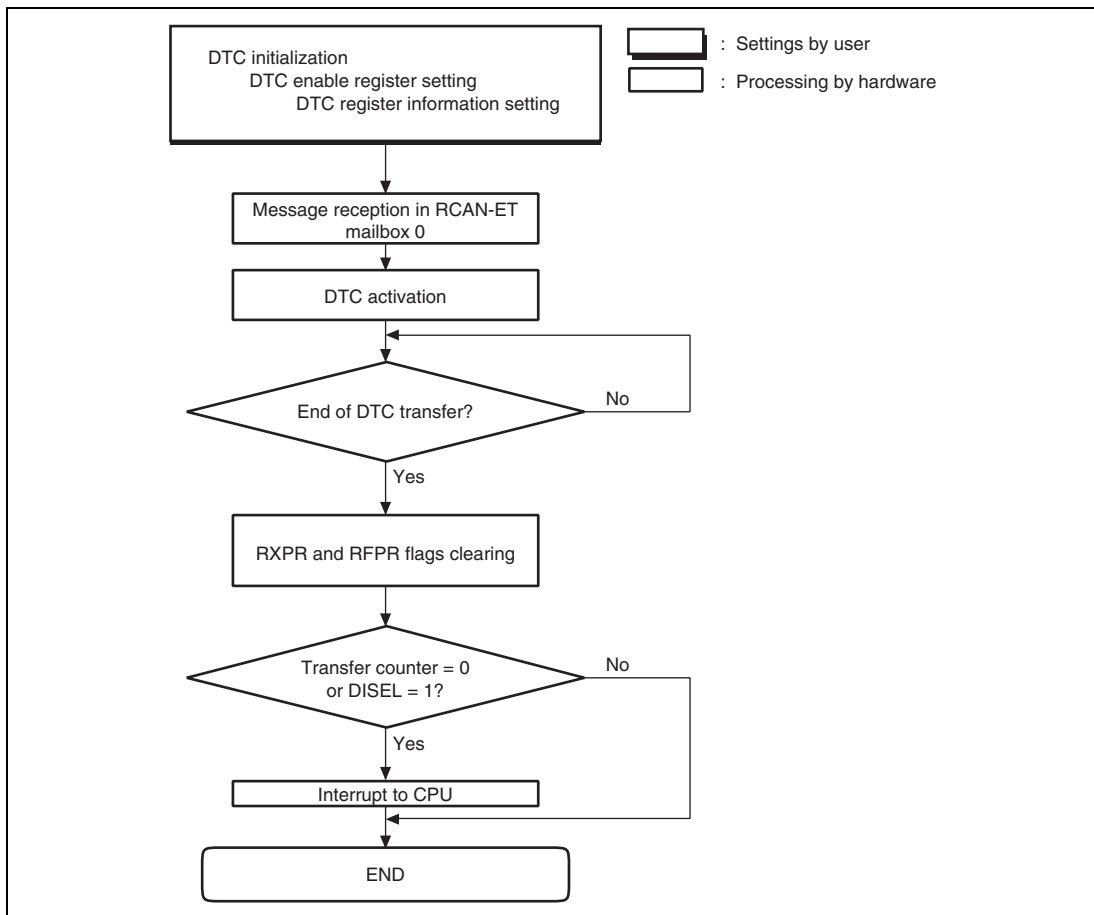 DTC initialization
DTC enable register setting
DTC register information setting
: Settings by user
: Processing by hardware
Message reception in RCAN-ET
mailbox 0
DTC activation
End of DTC transfer?
No
Yes
RXPR and RFPR flags clearing
Transfer counter = 0
or DISEL = 1?
No
Yes
Interrupt to CPU
END